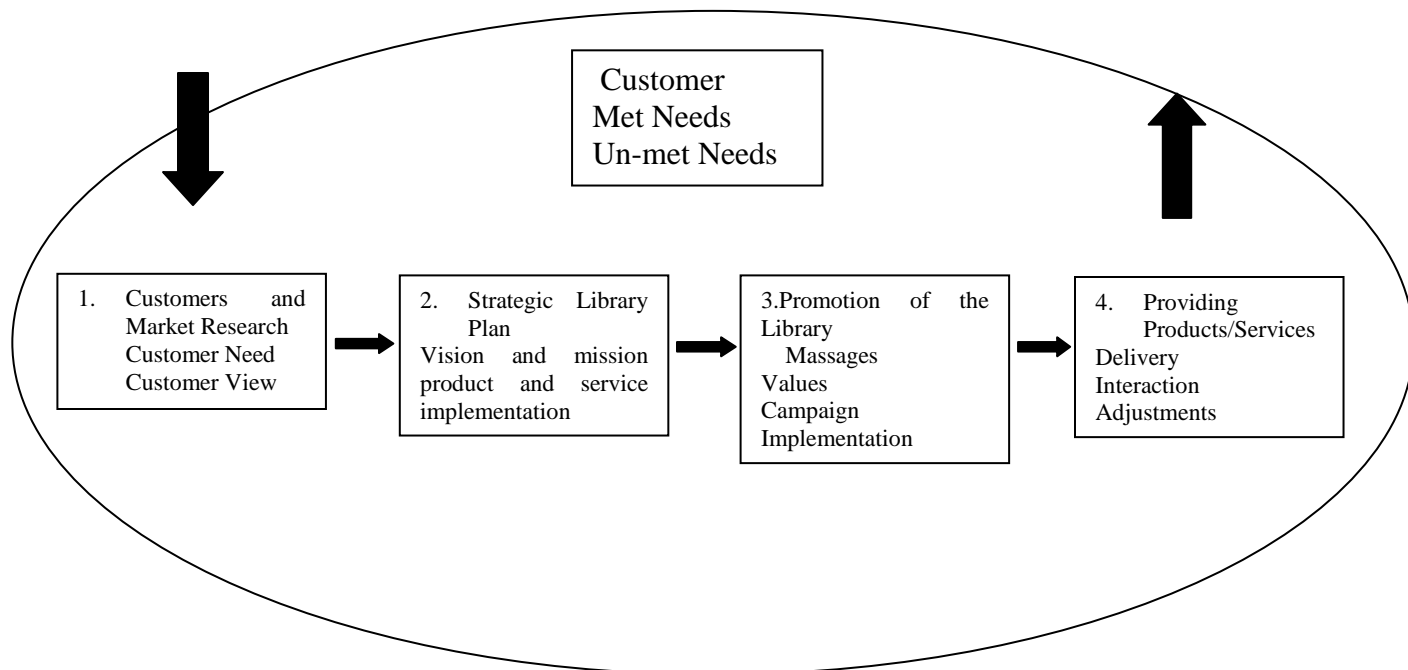 Customer
Met Needs
Un-met Needs
1. Customers and
Market Research
Customer Need
Customer View
2. Strategic Library
Plan
Vision and mission
product and service
implementation
3.Promotion of the
Library
Massages
Values
Campaign
Implementation
4. Providing
Products/Services
Delivery
Interaction
Adjustments